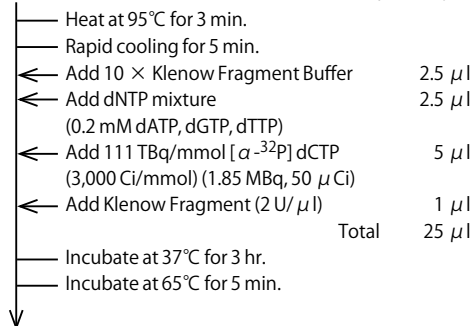 Heat at 95℃ for 3 min.
Rapid cooling for 5 min.
Add 10 × Klenow Fragment Buffer 2.5 μl
Add dNTP mixture 2.5 μl
(0.2 mM dATP, dGTP, dTTP)
Add 111 TBq/mmol [α-³²P] dCTP 5 μl
(3,000 Ci/mmol) (1.85 MBq, 50 μCi)
Add Klenow Fragment (2 U/μl) 1 μl
Total 25 μl
Incubate at 37℃ for 3 hr.
Incubate at 65℃ for 5 min.